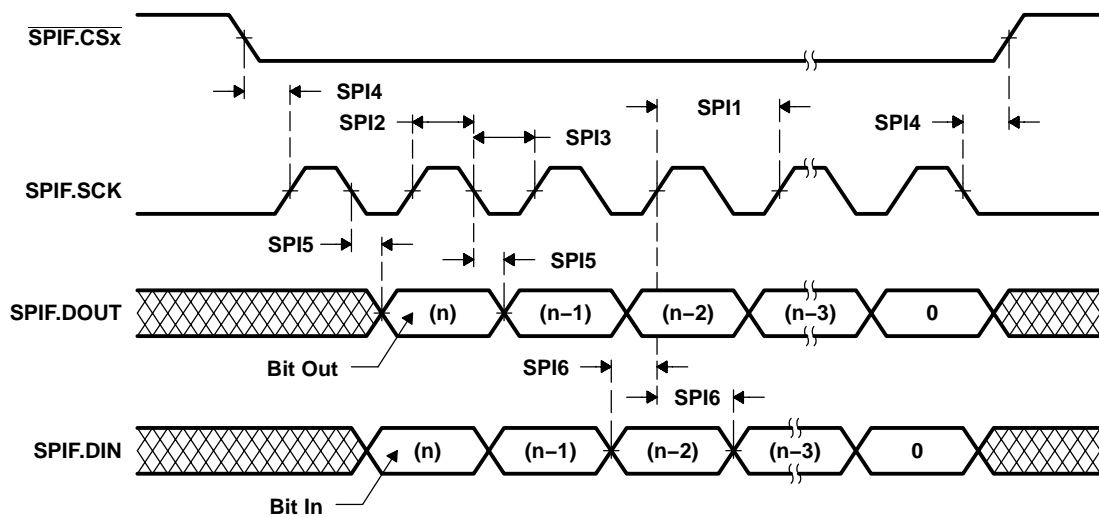 SPIF.CSx
SPI4
SPI2
SPI3
SPI1
SPI4
SPIF.SCK
SPI5
SPI5
SPIF.DOUT
(n)
(n−1)
(n−2)
(n−3)
0
Bit Out
SPI6
SPI6
SPIF.DIN
(n)
(n−1)
(n−2)
(n−3)
0
Bit In